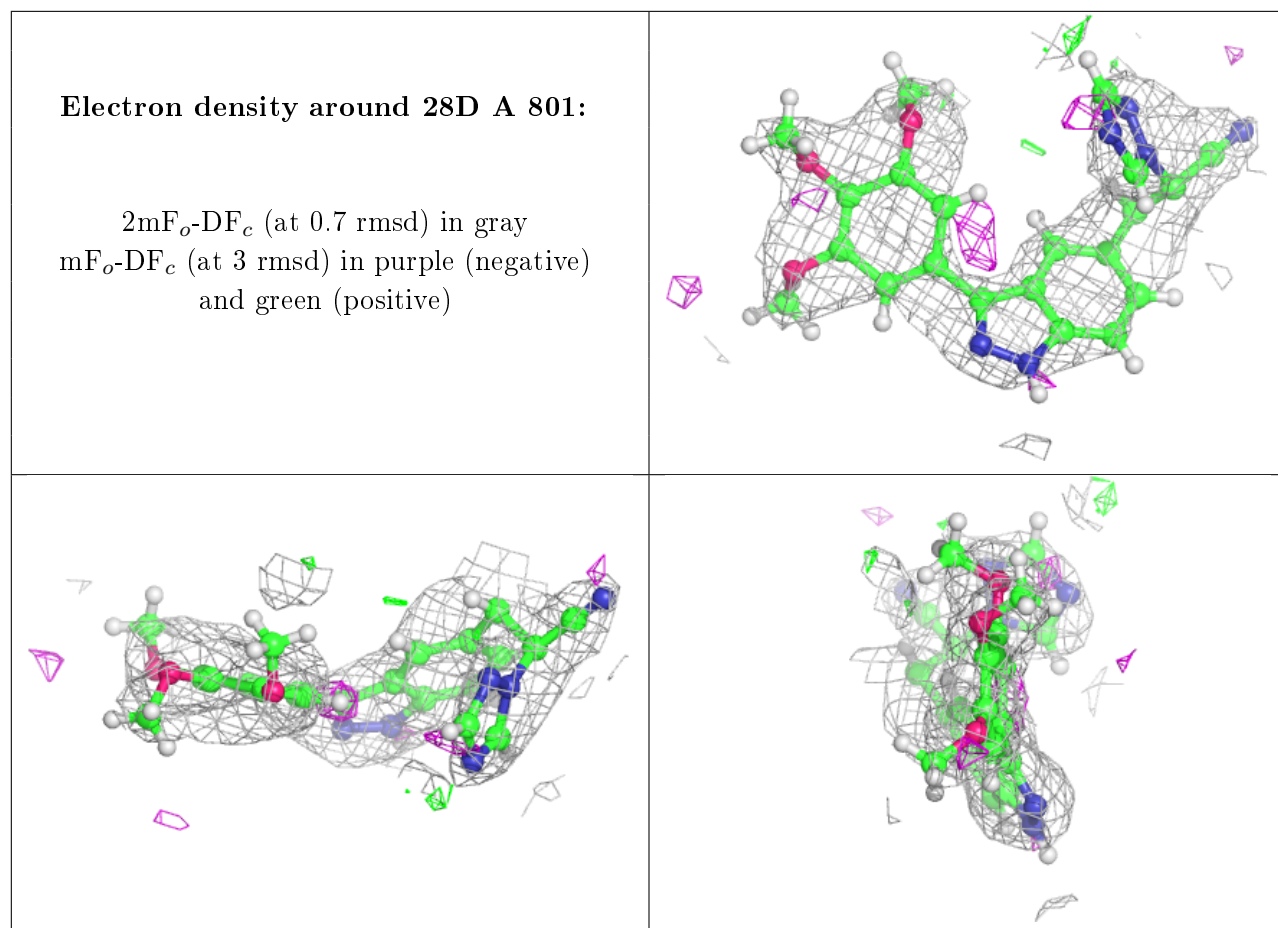 Electron density around 28D A 801:
2mFo-DFc (at 0.7 rmsd) in gray
mFo-DFc (at 3 rmsd) in purple (negative)
and green (positive)